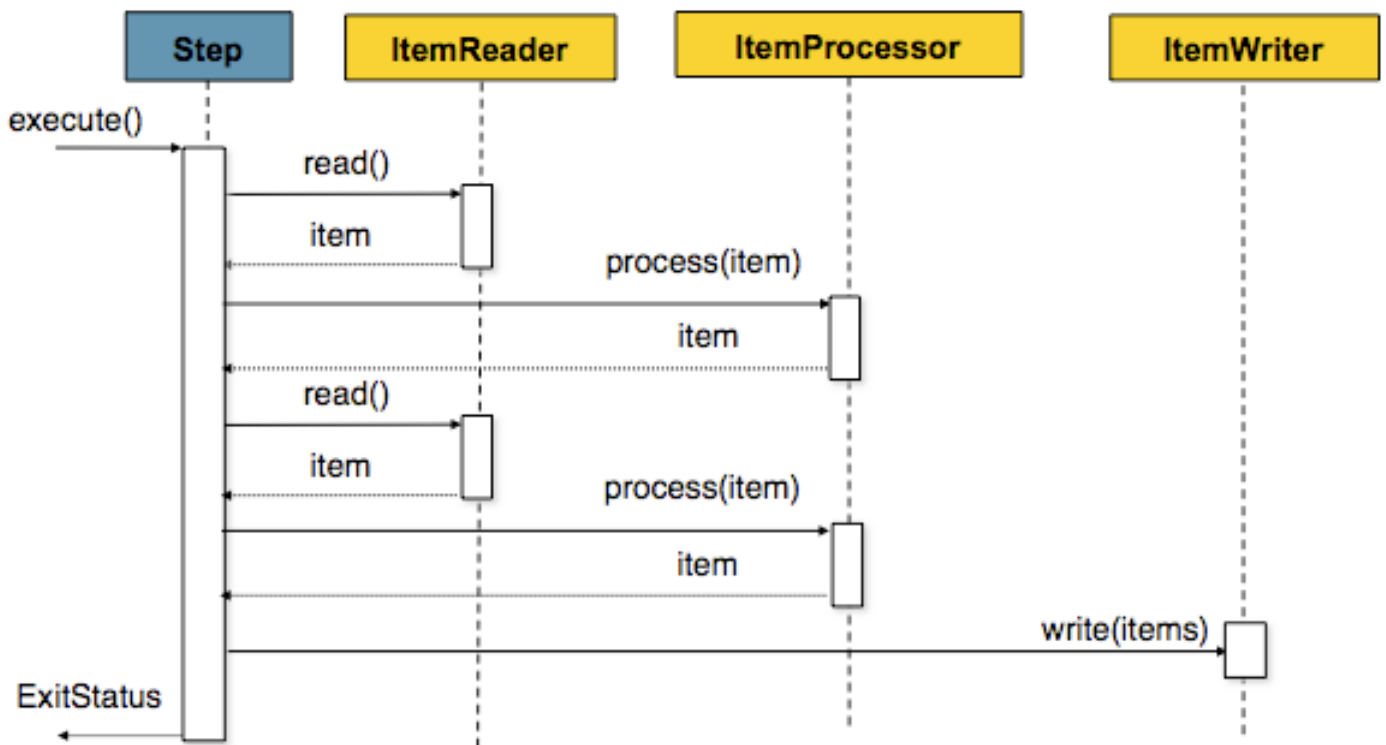 Step
ItemReader
ItemProcessor
ItemWriter
execute()
read()
item
process(item)
item
read()
item
process(item)
item
write(items)
ExitStatus